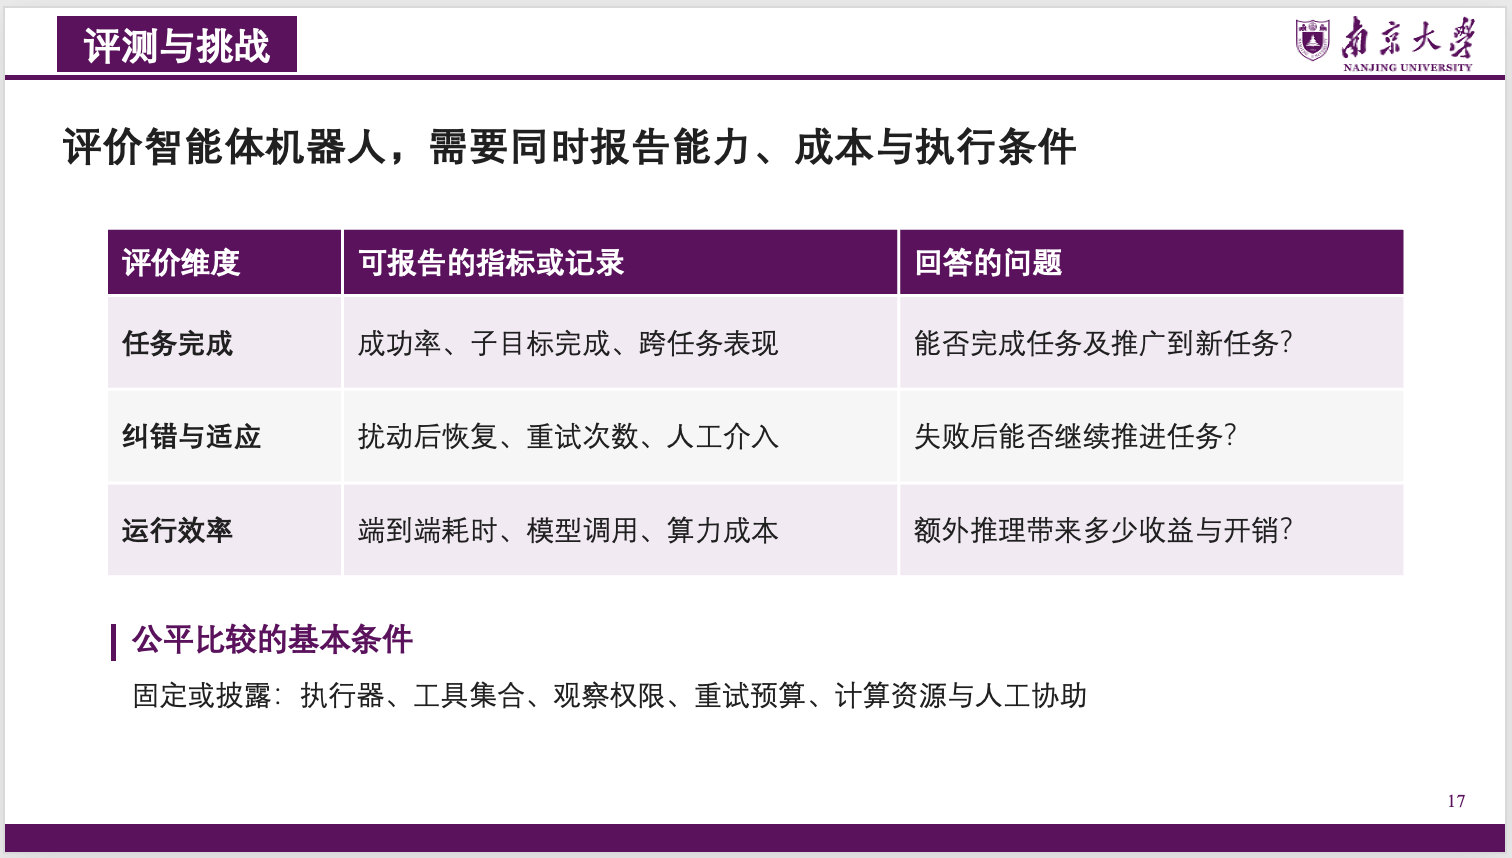 评测与挑战
南京大学
NANJING UNIVERSITY
评价智能体机器人，需要同时报告能力、成本与执行条件
评价维度 可报告的指标或记录 回答的问题
任务完成 成功率、子目标完成、跨任务表现 能否完成任务及推广到新任务？
纠错与适应 扰动后恢复、重试次数、人工介入 失败后能否继续推进任务？
运行效率 端到端耗时、模型调用、算力成本 额外推理带来多少收益与开销？
公平比较的基本条件
固定或披露：执行器、工具集合、观察权限、重试预算、计算资源与人工协助
17